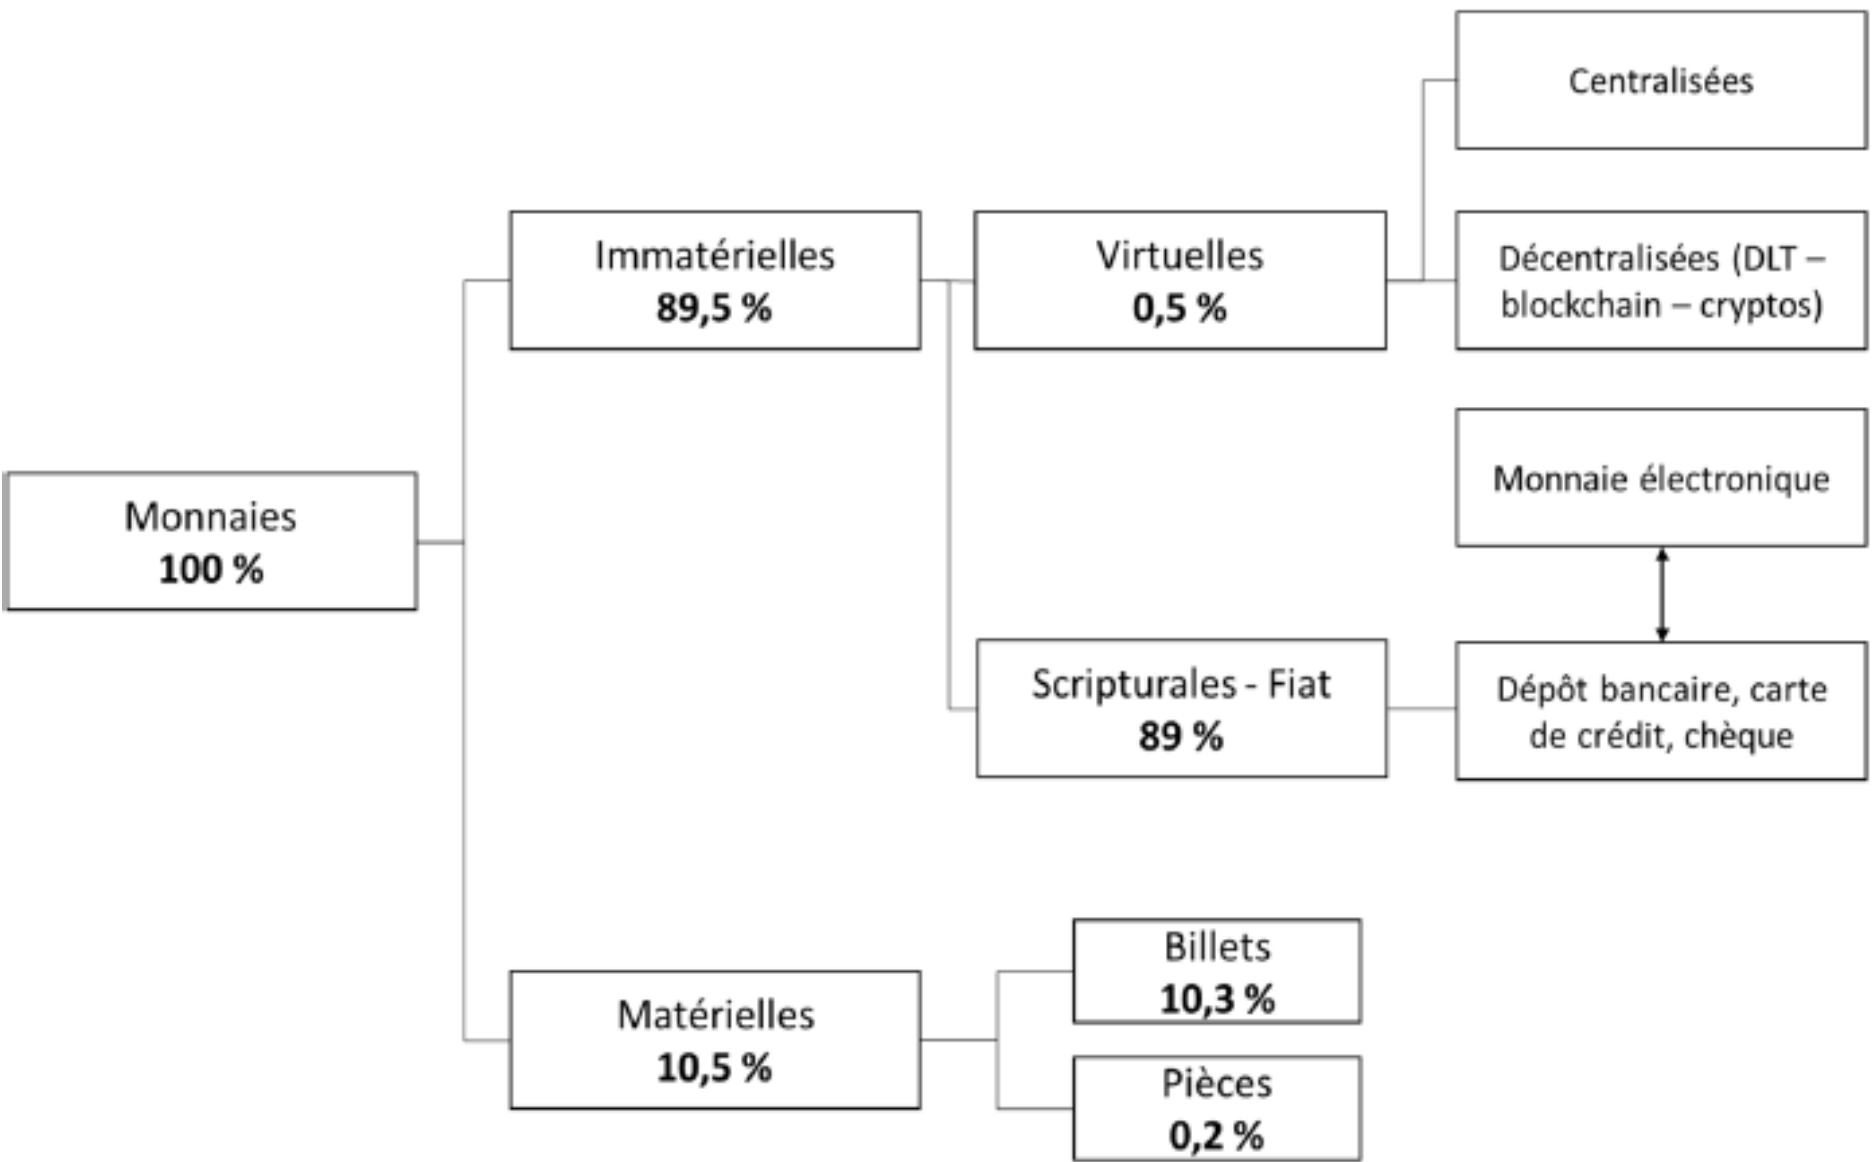 Centralisées
Immatérielles
89,5 %
Virtuelles
0,5 %
Décentralisées (DLT –
blockchain – cryptos)
Monnaie électronique
Monnaies
100 %
Scripturales - Fiat
89 %
Dépôt bancaire, carte
de crédit, chèque
Matérielles
10,5 %
Billets
10,3 %
Pièces
0,2 %